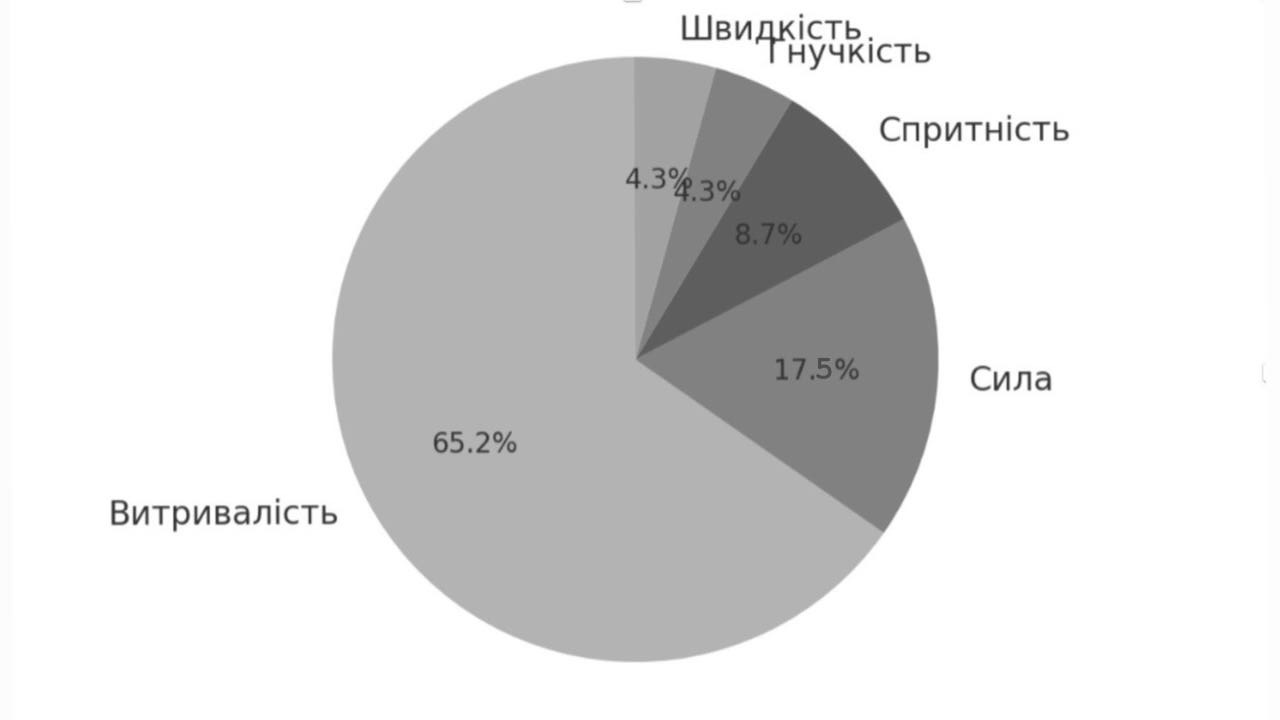 Швидкість
Гнучкість
Спритність
4.3%
4.3%
8.7%
17.5%
Сила
65.2%
Витривалість